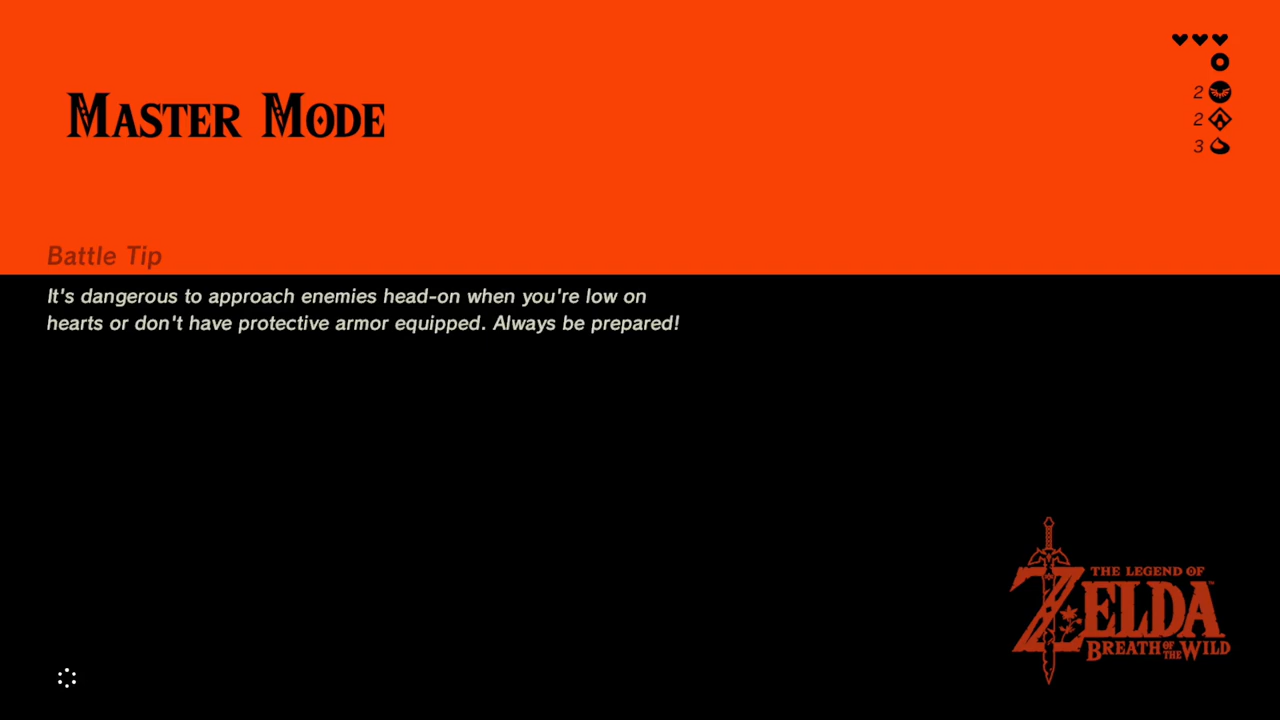 MASTER MODE
2
2
3
Battle Tip
It's dangerous to approach enemies head-on when you're low on
hearts or don't have protective armor equipped. Always be prepared!
THE LEGEND OF
ZELDA™
BREATH OF THE WILD